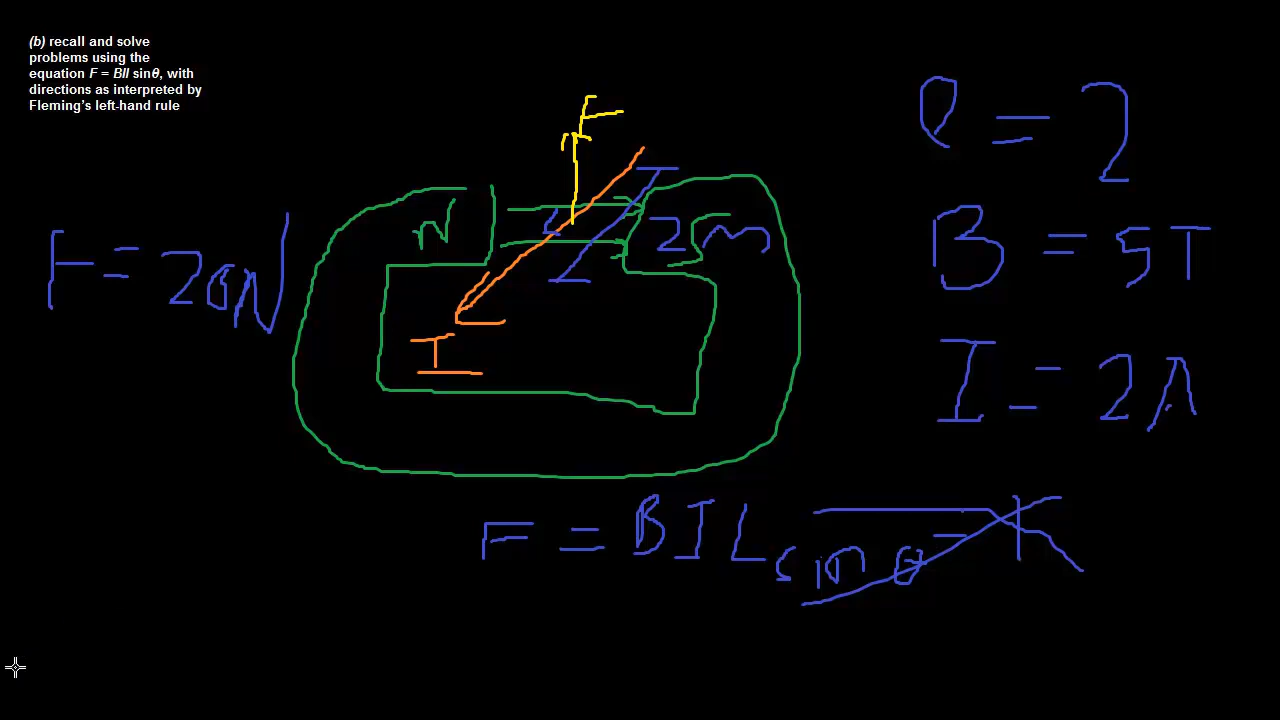 (b) recall and solve
problems using the
equation F = BIl sinθ, with
directions as interpreted by
Fleming's left-hand rule
F
N
S
2m
I
F = 20N
l = 2
B = 5T
I = 2A
F = BIL sin θ